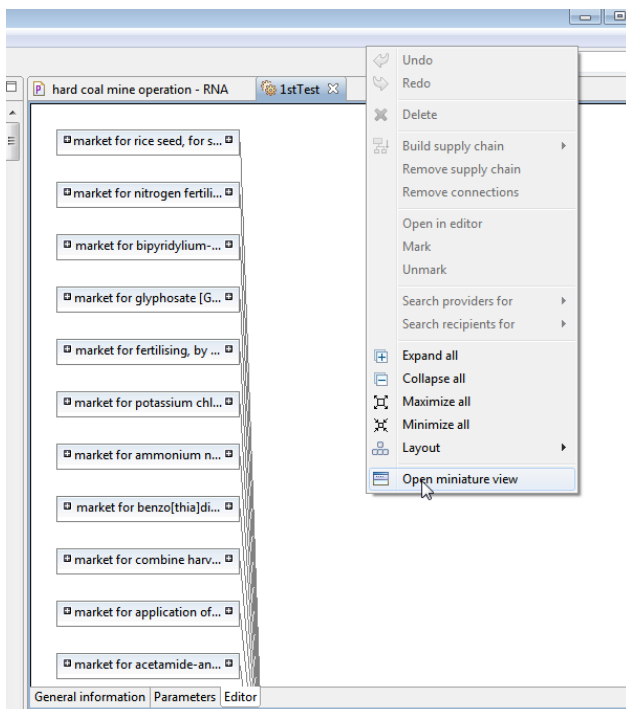 hard coal mine operation - RNA
1stTest
market for rice seed, for s...
market for nitrogen fertili...
market for bipyridylium-...
market for glyphosate [G...
market for fertilising, by ...
market for potassium chl...
market for ammonium n...
market for benzo[thia]di...
market for combine harv...
market for application of...
market for acetamide-an...
Undo
Redo
Delete
Build supply chain
Remove supply chain
Remove connections
Open in editor
Mark
Unmark
Search providers for
Search recipients for
Expand all
Collapse all
Maximize all
Minimize all
Layout
Open miniature view
General information
Parameters
Editor